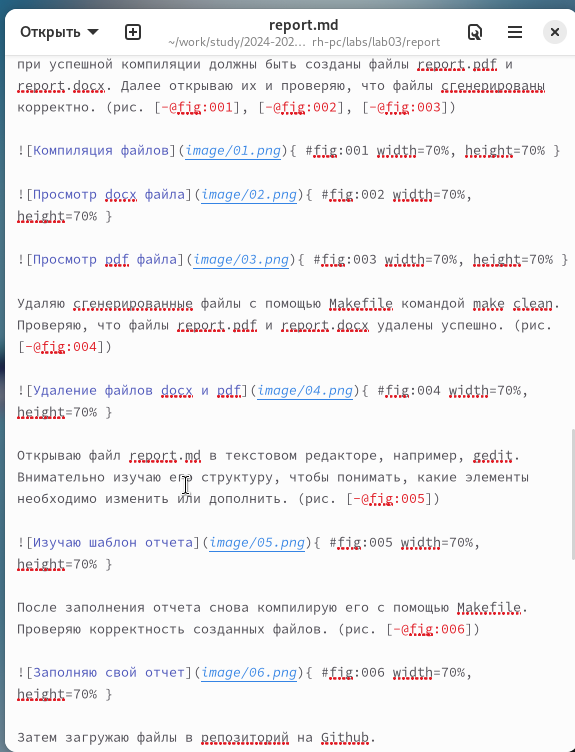 Открыть
report.md
~/work/study/2024-202… rh-pc/labs/lab03/report
при успешной компиляции должны быть созданы файлы report.pdf и
report.docx. Далее открываю их и проверяю, что файлы сгенерированы
корректно. (рис. [-@fig:001], [-@fig:002], [-@fig:003])
![Компиляция файлов](image/01.png){ #fig:001 width=70%, height=70% }
![Просмотр docx файла](image/02.png){ #fig:002 width=70%,
height=70% }
![Просмотр pdf файла](image/03.png){ #fig:003 width=70%, height=70% }
Удаляю сгенерированные файлы с помощью Makefile командой make clean.
Проверяю, что файлы report.pdf и report.docx удалены успешно. (рис.
[-@fig:004])
![Удаление файлов docx и pdf](image/04.png){ #fig:004 width=70%,
height=70% }
Открываю файл report.md в текстовом редакторе, например, gedit.
Внимательно изучаю его структуру, чтобы понимать, какие элементы
необходимо изменить или дополнить. (рис. [-@fig:005])
![Изучаю шаблон отчета](image/05.png){ #fig:005 width=70%,
height=70% }
После заполнения отчета снова компилирую его с помощью Makefile.
Проверяю корректность созданных файлов. (рис. [-@fig:006])
![Заполняю свой отчет](image/06.png){ #fig:006 width=70%,
height=70% }
Затем загружаю файлы в репозиторий на Github.